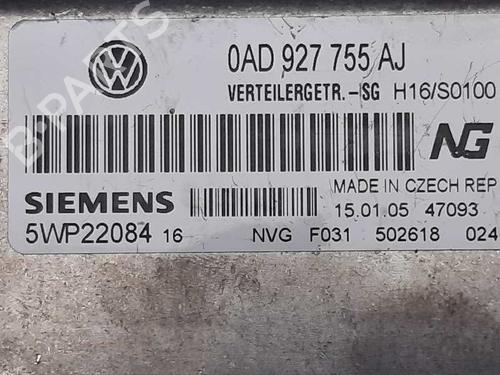 0AD 927 755 AJ
VERTEILERGETR.-SG H16/S0100
NG
SIEMENS
MADE IN CZECH REP
15.01.05 47093
5WP22084 16 NVG F031 502618 024
B-PARTS